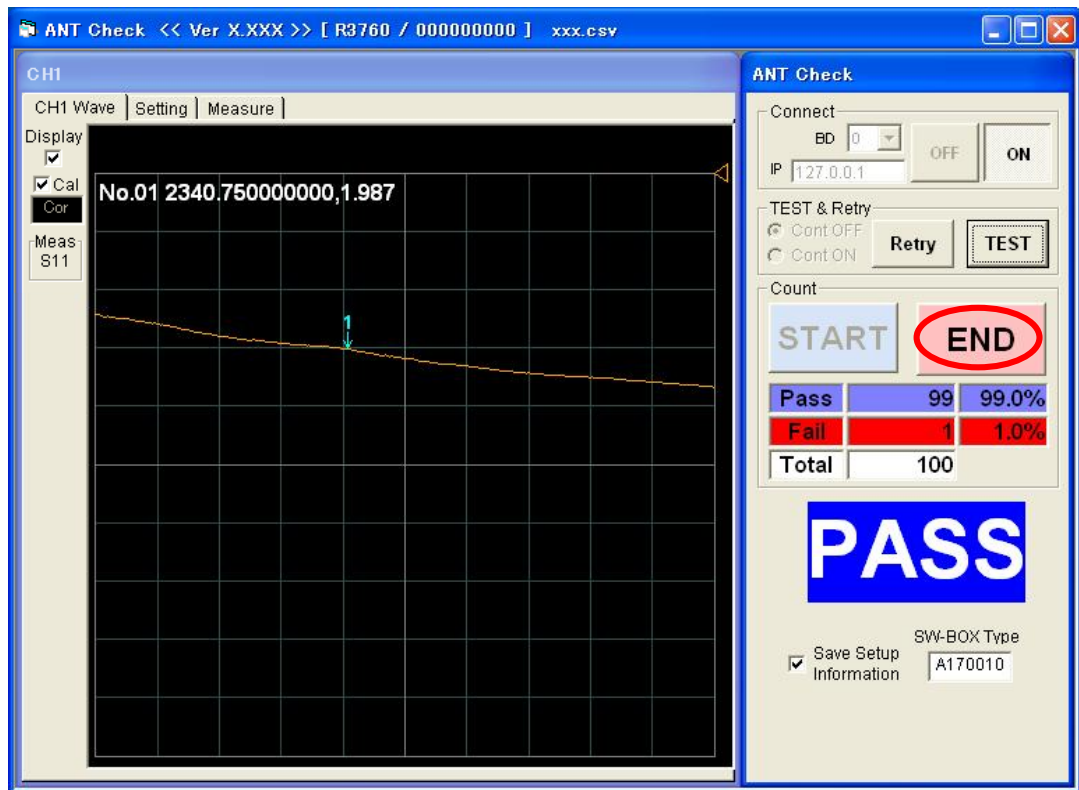 ANT Check << Ver X.XXX >> [ R3760 / 000000000 ] xxx.csv
CH1
CH1 Wave Setting Measure
Display
Cal
Cor
Meas
S11
No.01 2340.750000000,1.987
1
ANT Check
Connect
BD 0
IP 127.0.0.1
OFF ON
TEST & Retry
Cont OFF
Cont ON
Retry TEST
Count
START END
Pass 99 99.0%
Fail 1 1.0%
Total 100
PASS
Save Setup
Information
SW-BOX Type
A170010